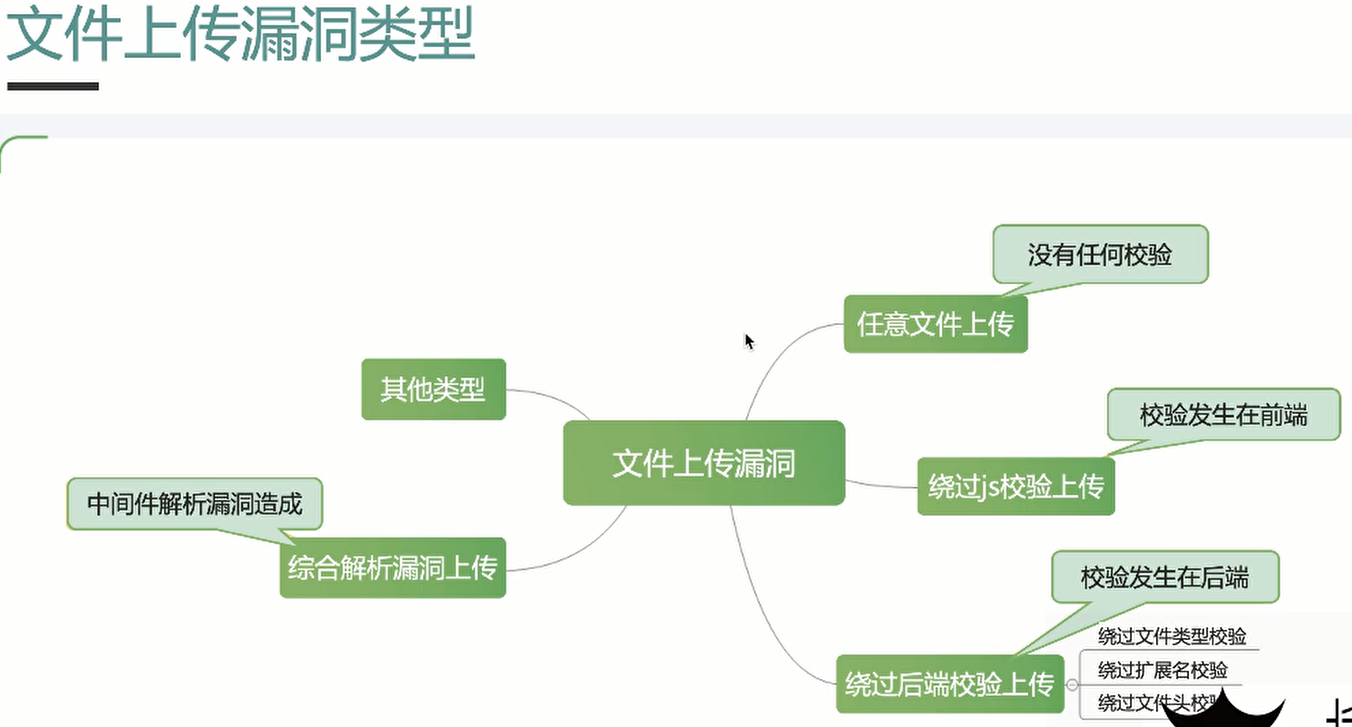 文件上传漏洞类型
没有任何校验
任意文件上传
其他类型
校验发生在前端
文件上传漏洞
绕过js校验上传
中间件解析漏洞造成
综合解析漏洞上传
校验发生在后端
绕过文件类型校验
绕过后端校验上传
绕过扩展名校验
绕过文件头校